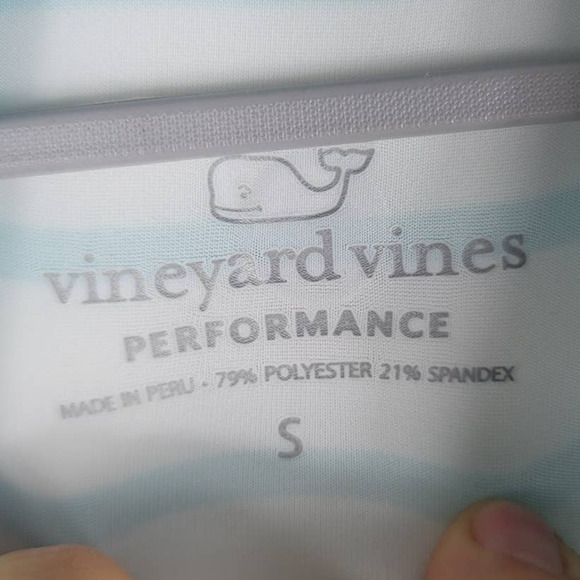 vineyard vines
PERFORMANCE
MADE IN PERU • 79% POLYESTER 21% SPANDEX
S